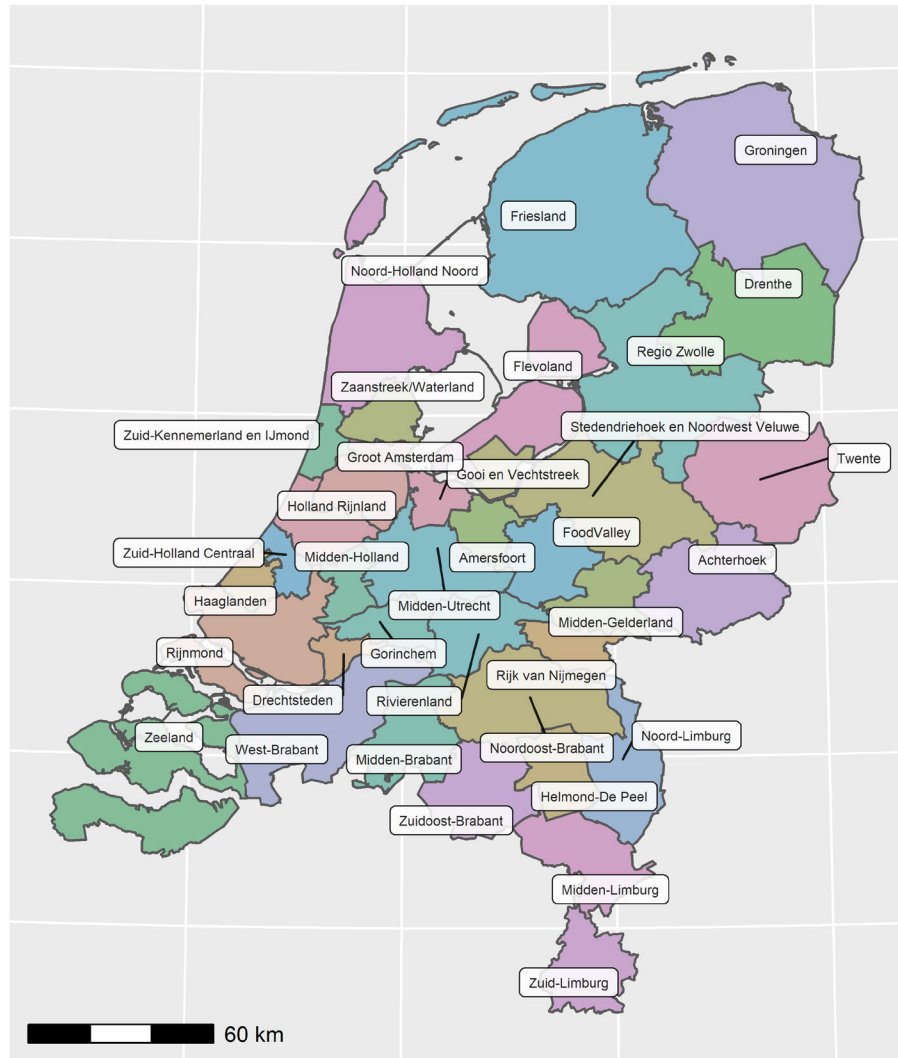 Groningen
Friesland
Noord-Holland Noord
Drenthe
Regio Zwolle
Flevoland
Zaanstreek/Waterland
Stedendriehoek en Noordwest Veluwe
Zuid-Kennemerland en IJmond
Groot Amsterdam
Twente
Gooi en Vechtstreek
Holland Rijnland
FoodValley
Zuid-Holland Centraal
Midden-Holland
Amersfoort
Achterhoek
Haaglanden
Midden-Utrecht
Midden-Gelderland
Rijnmond
Gorinchem
Rijk van Nijmegen
Drechtsteden
Rivierenland
Zeeland
West-Brabant
Noordoost-Brabant
Noord-Limburg
Midden-Brabant
Helmond-De Peel
Zuidoost-Brabant
Midden-Limburg
Zuid-Limburg
60 km